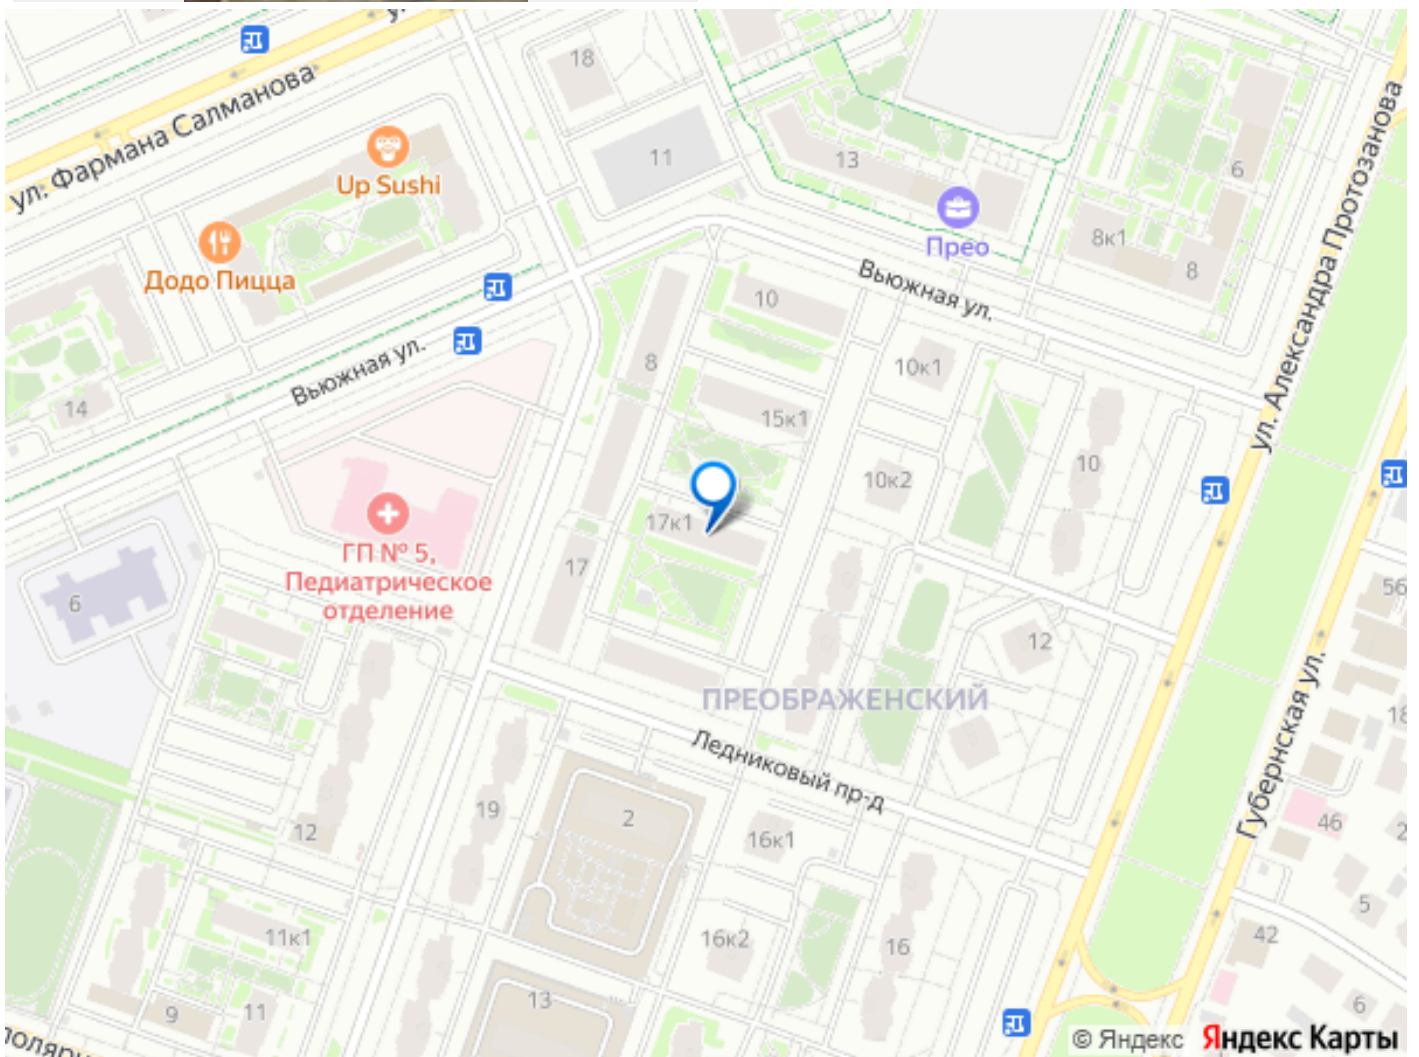 ул. Фармана Салманова
18
11
13
6
Up Sushi
Додо Пицца
Прео
8к1
8
Вьюжная ул.
ул. Александра Протозанова
10
8
10к1
Вьюжная ул.
14
15к1
10
10к2
17к1
ГП № 5,
Педиатрическое
отделение
17
6
12
56
ПРЕОБРАЖЕНСКИЙ
Ледниковый пр-д
Губернская ул.
19
2
12
16к1
46
5
11к1
16к2
16
42
13
9
11
6
© Яндекс Яндекс Карты